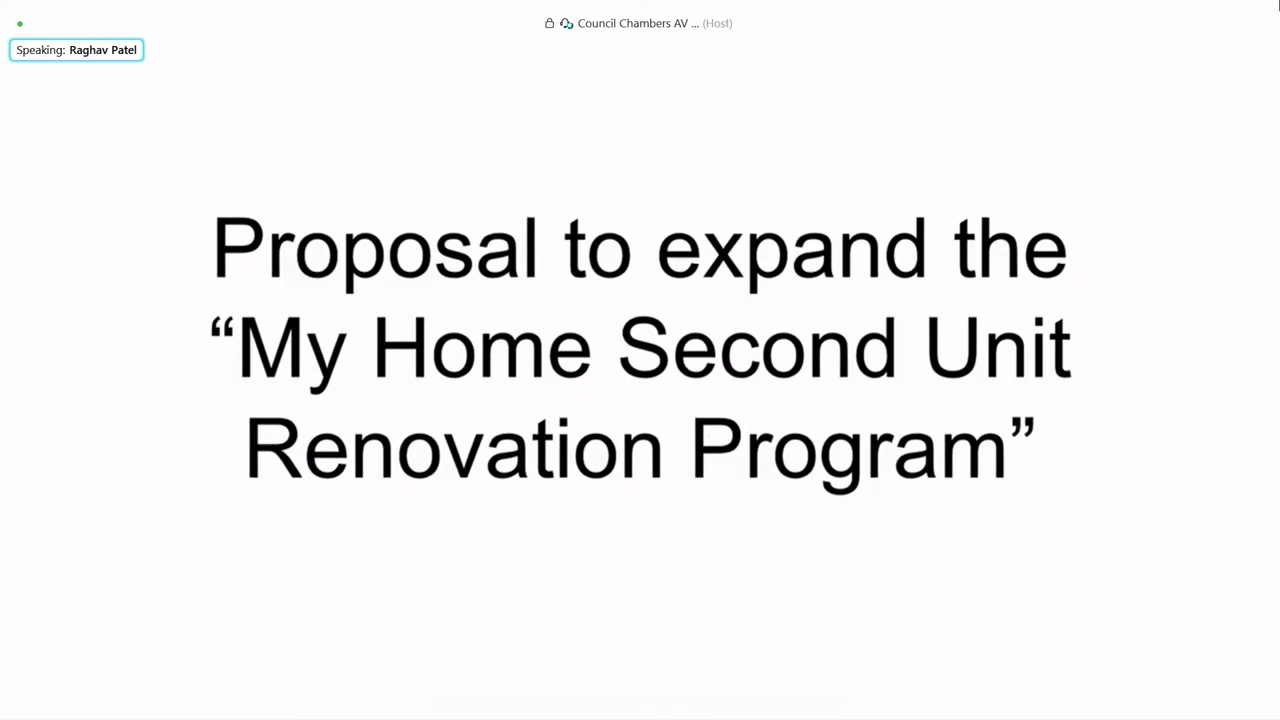 Council Chambers AV ... (Host)
Speaking: Raghav Patel
Proposal to expand the
“My Home Second Unit
Renovation Program”